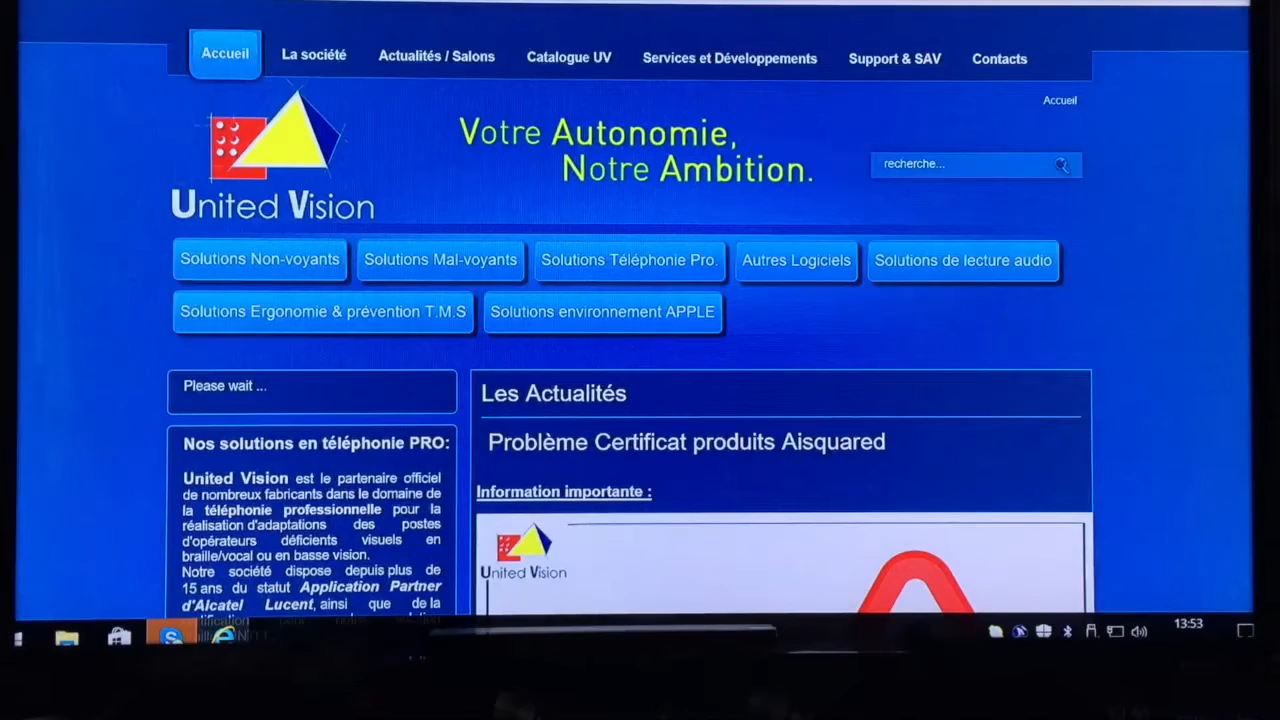 Accueil La société Actualités / Salons Catalogue UV Services et Développements Support & SAV Contacts
Accueil
Votre Autonomie,
Notre Ambition.
recherche...
United Vision
Solutions Non-voyants Solutions Mal-voyants Solutions Téléphonie Pro. Autres Logiciels Solutions de lecture audio
Solutions Ergonomie & prévention T.M.S Solutions environnement APPLE
Please wait ...
Nos solutions en téléphonie PRO:
United Vision est le partenaire officiel
de nombreux fabricants dans le domaine de
la téléphonie professionnelle pour la
réalisation d'adaptations des postes
d'opérateurs déficients visuels en
braille/vocal ou en basse vision.
Notre société dispose depuis plus de
15 ans du statut Application Partner
d'Alcatel Lucent, ainsi que de la
Les Actualités
Problème Certificat produits Aisquared
Information importante :
United Vision
13:53